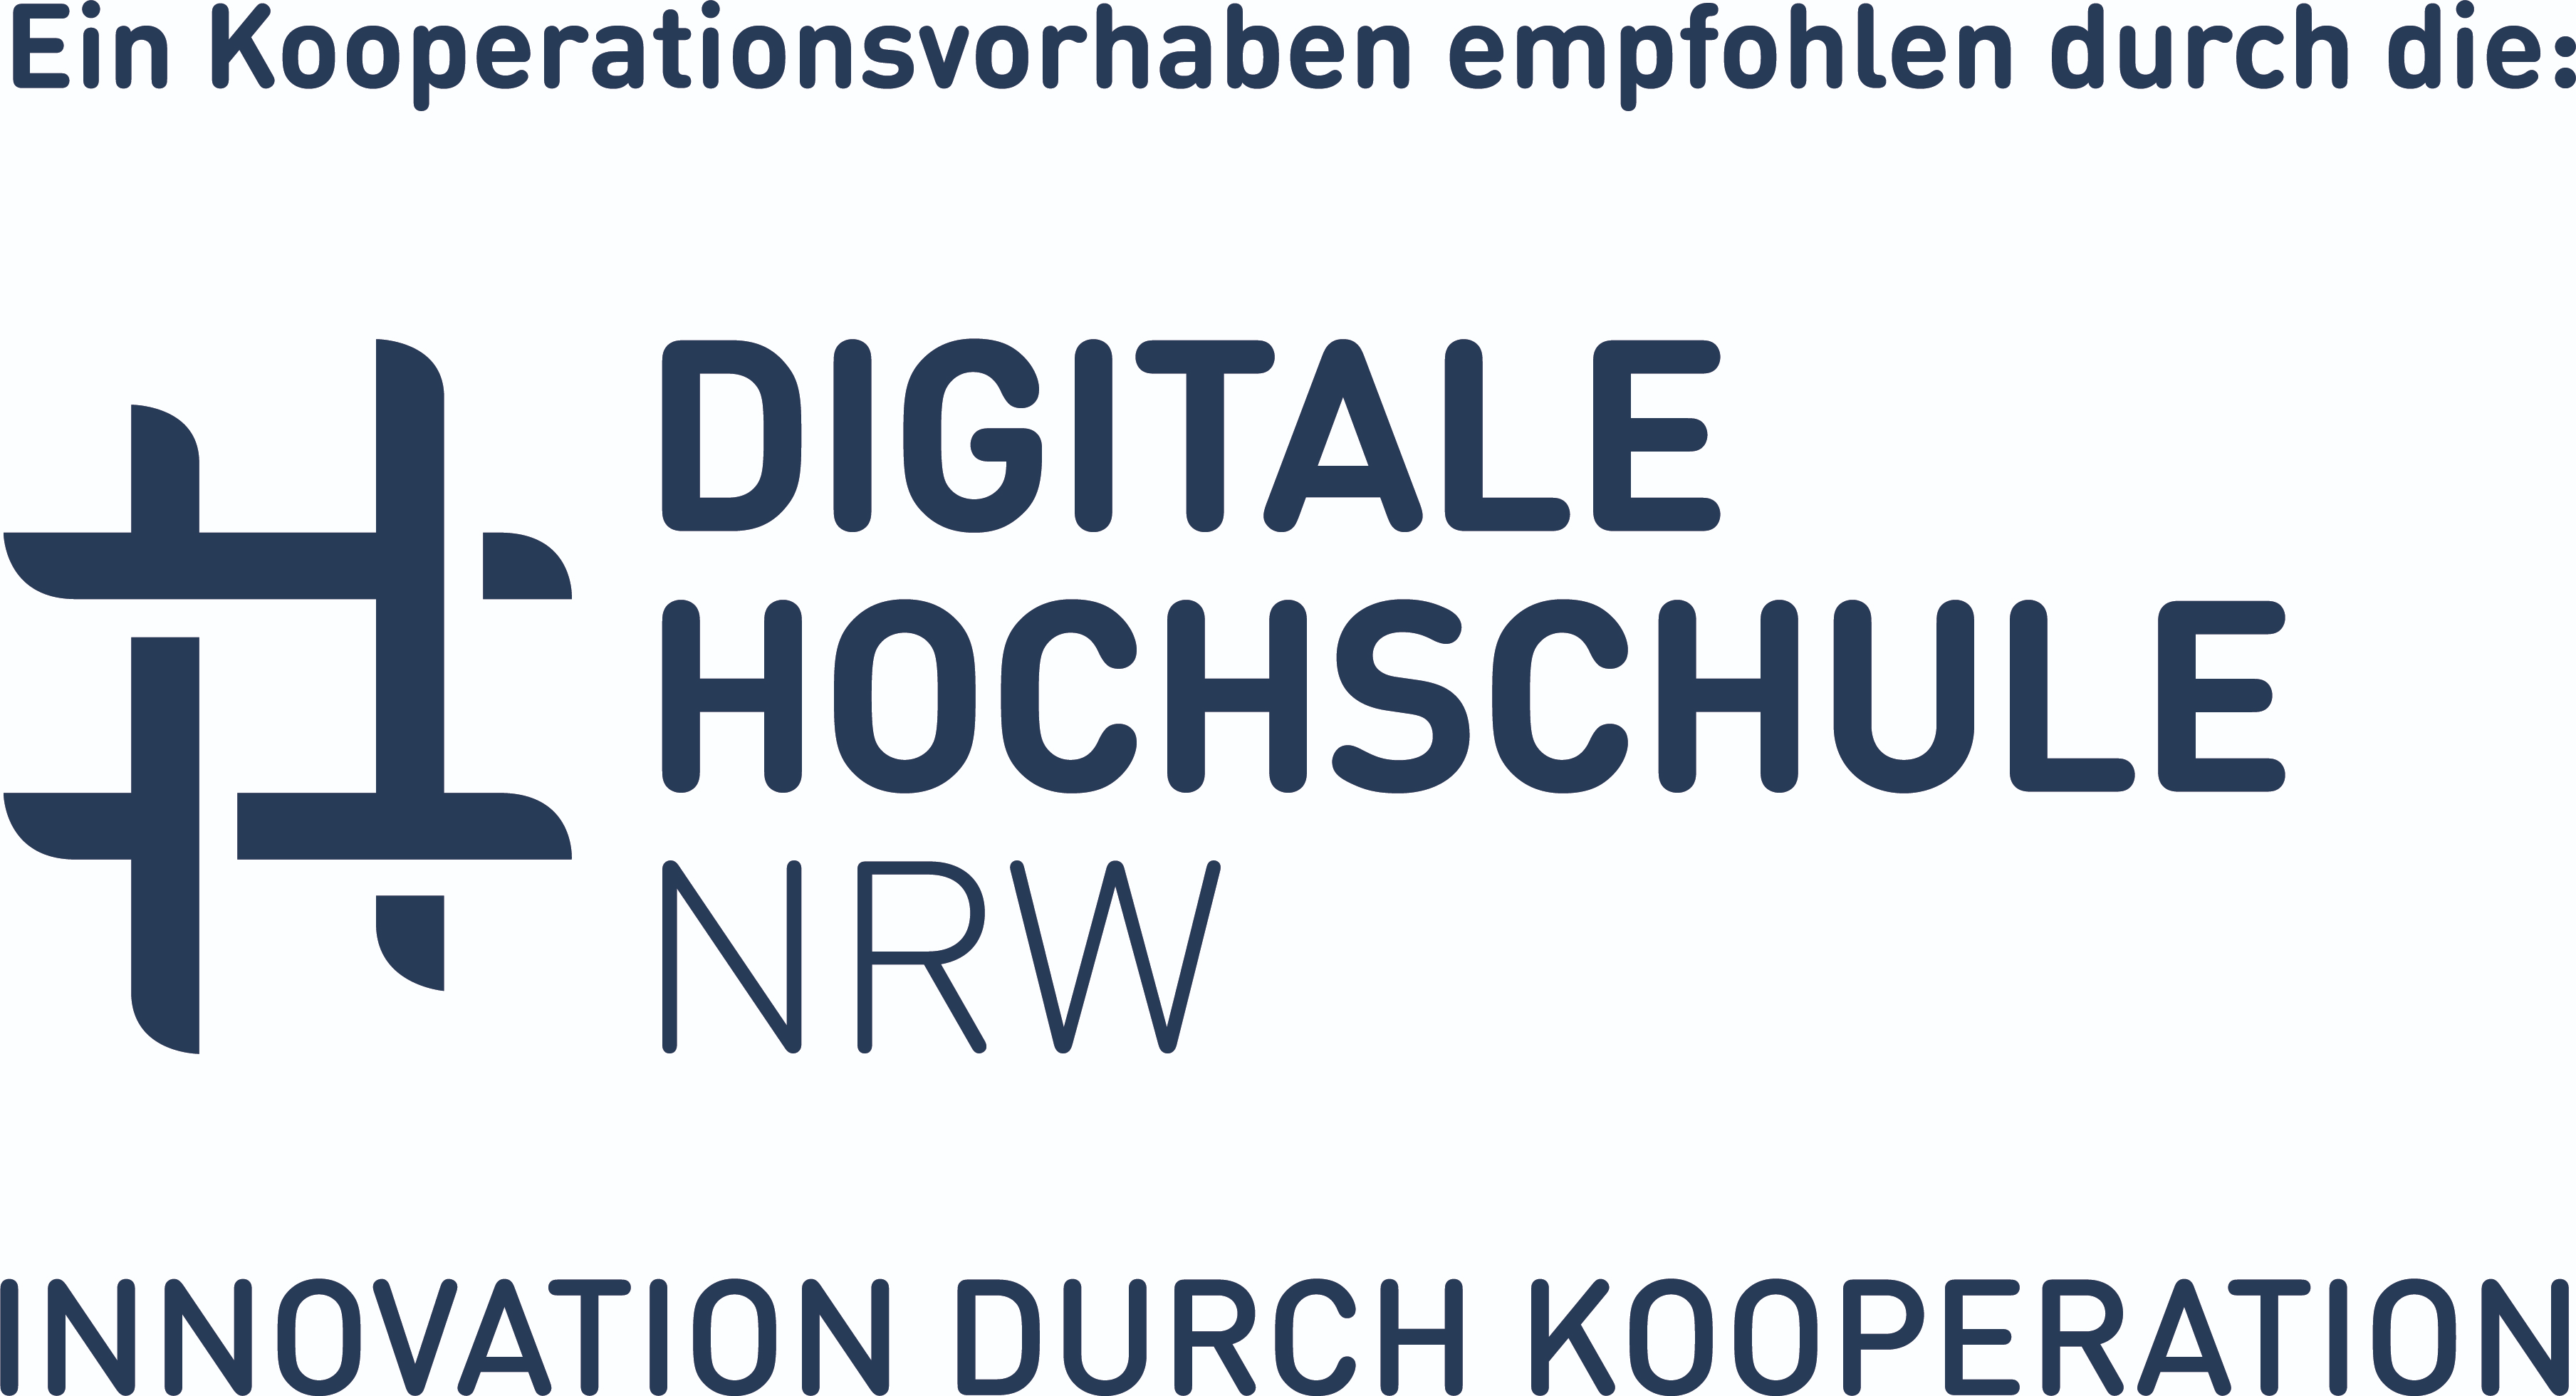 Ein Kooperationsvorhaben empfohlen durch die:
DIGITALE
HOCHSCHULE
NRW
INNOVATION DURCH KOOPERATION